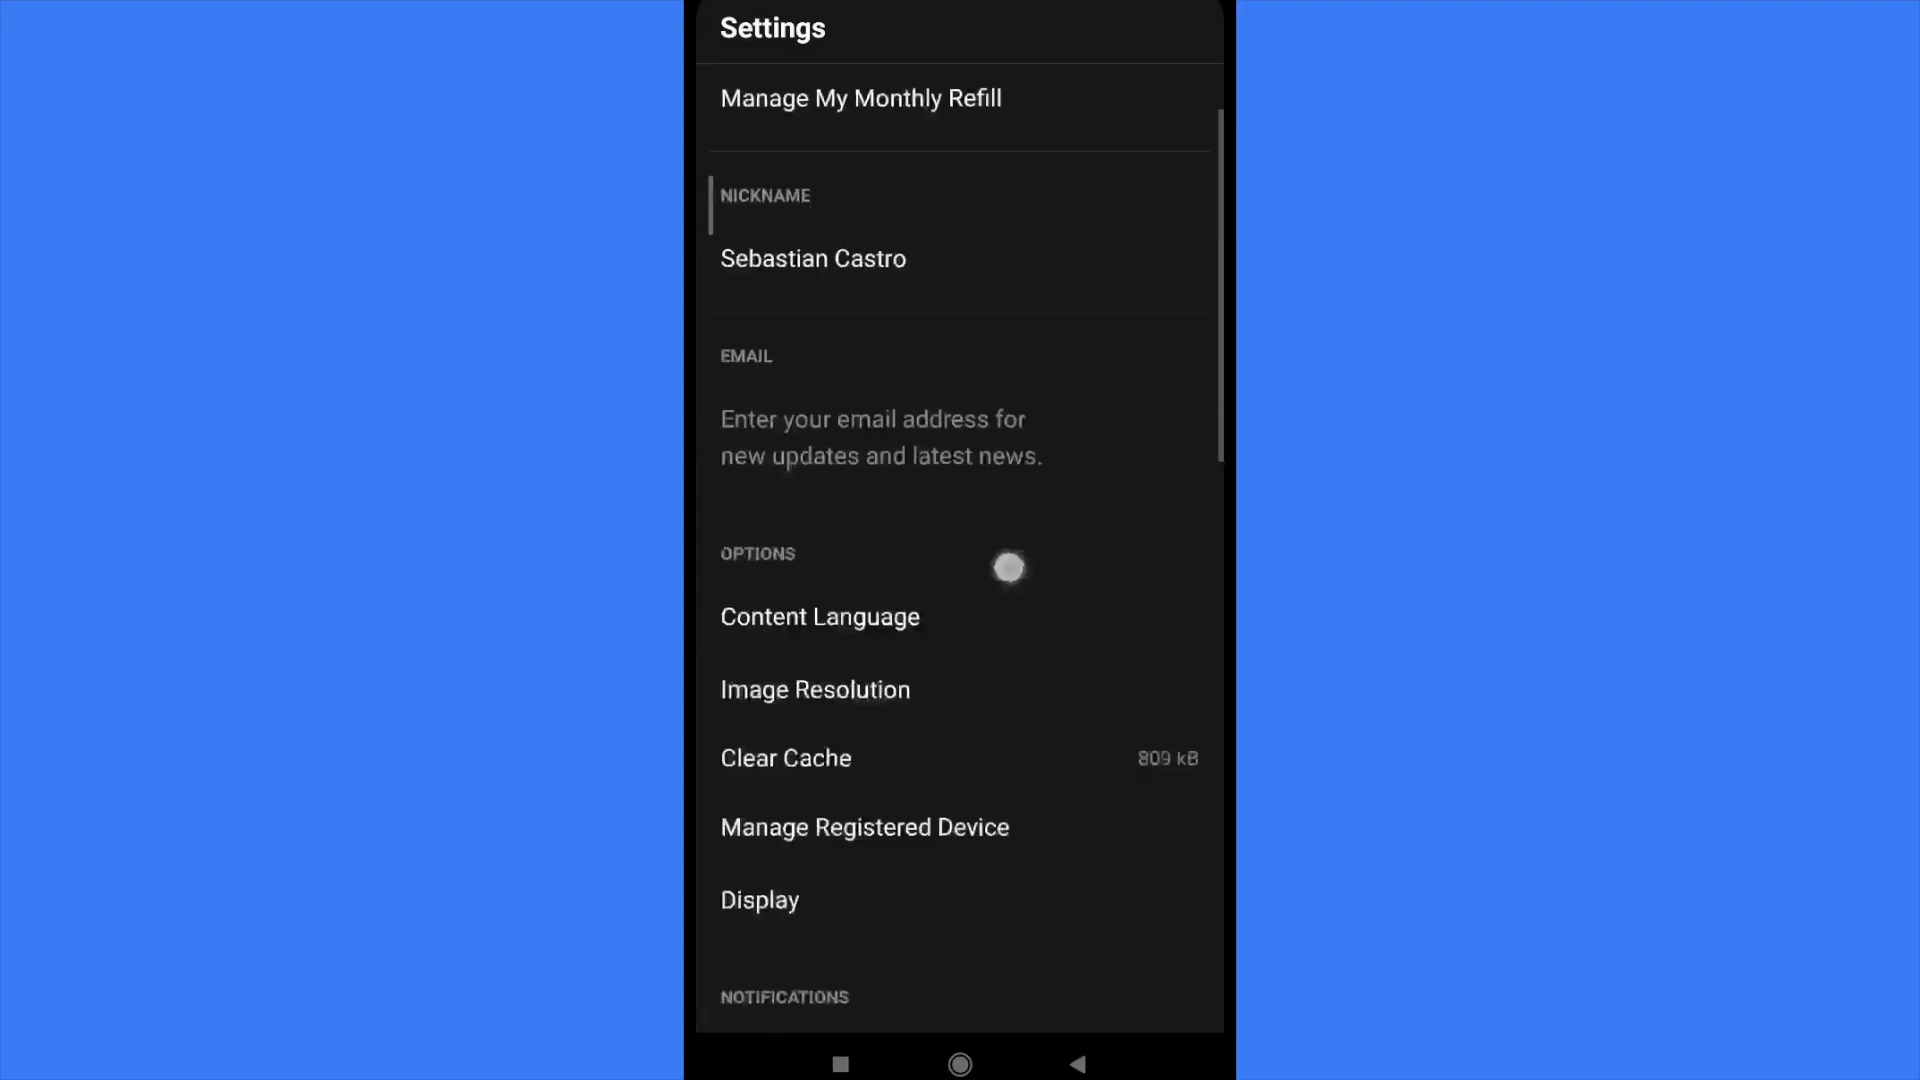 Settings
Manage My Monthly Refill
NICKNAME
Sebastian Castro
EMAIL
Enter your email address for
new updates and latest news.
OPTIONS
Content Language
Image Resolution
Clear Cache 809 kB
Manage Registered Device
Display
NOTIFICATIONS